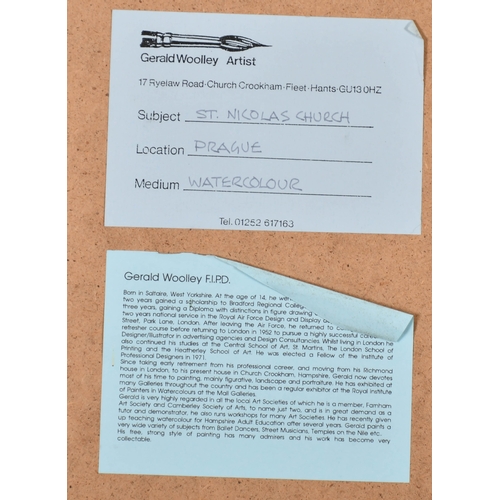 Gerald Woolley Artist
17 Ryelaw Road·Church Crookham·Fleet·Hants·GU13 0HZ
Subject ST. NICOLAS CHURCH
Location PRAGUE
Medium WATERCOLOUR
Tel. 01252 617163
Gerald Woolley F.I.P.D.
Born in Saltaire, West Yorkshire. At the age of 14, he went
two years gained a scholarship to Bradford Regional College
three years, gaining a Diploma with distinctions in figure drawing
two years national service in the Royal Air Force Design and Display
Street, Park Lane, London. After leaving the Air Force, he returned to
refresher course before returning to London in 1952 to pursue a highly successful career
Designer/Illustrator in advertising agencies and Design Consultancies. Whilst living in London he
also continued his studies at the Central School of Art, St. Martins, The London School of
Printing and the Heatherley School of Art. He was elected a Fellow of the Institute of
Professional Designers in 1971.
Since taking early retirement from his professional career, and moving from his Richmond
house in London, to his present house in Church Crookham, Hampshire, Gerald now devotes
most of his time to painting, mainly figurative, landscape and portraiture. He has exhibited at
many Galleries throughout the country and has been a regular exhibitor at the Royal Institute
of Painters in Watercolours at the Mall Galleries.
Gerald is very highly regarded in all the local Art Societies of which he is a member, Farnham
Art Society and Camberley Society of Arts, to name just two, and is in great demand as a
tutor and demonstrator, he also runs workshops for many Art Societies. He has recently given
up teaching watercolour for Hampshire Adult Education after several years. Gerald paints a
very wide variety of subjects from Ballet Dancers, Street Musicians, Temples on the Nile etc..
His free, strong style of painting has many admirers and his work has become very
collectable.